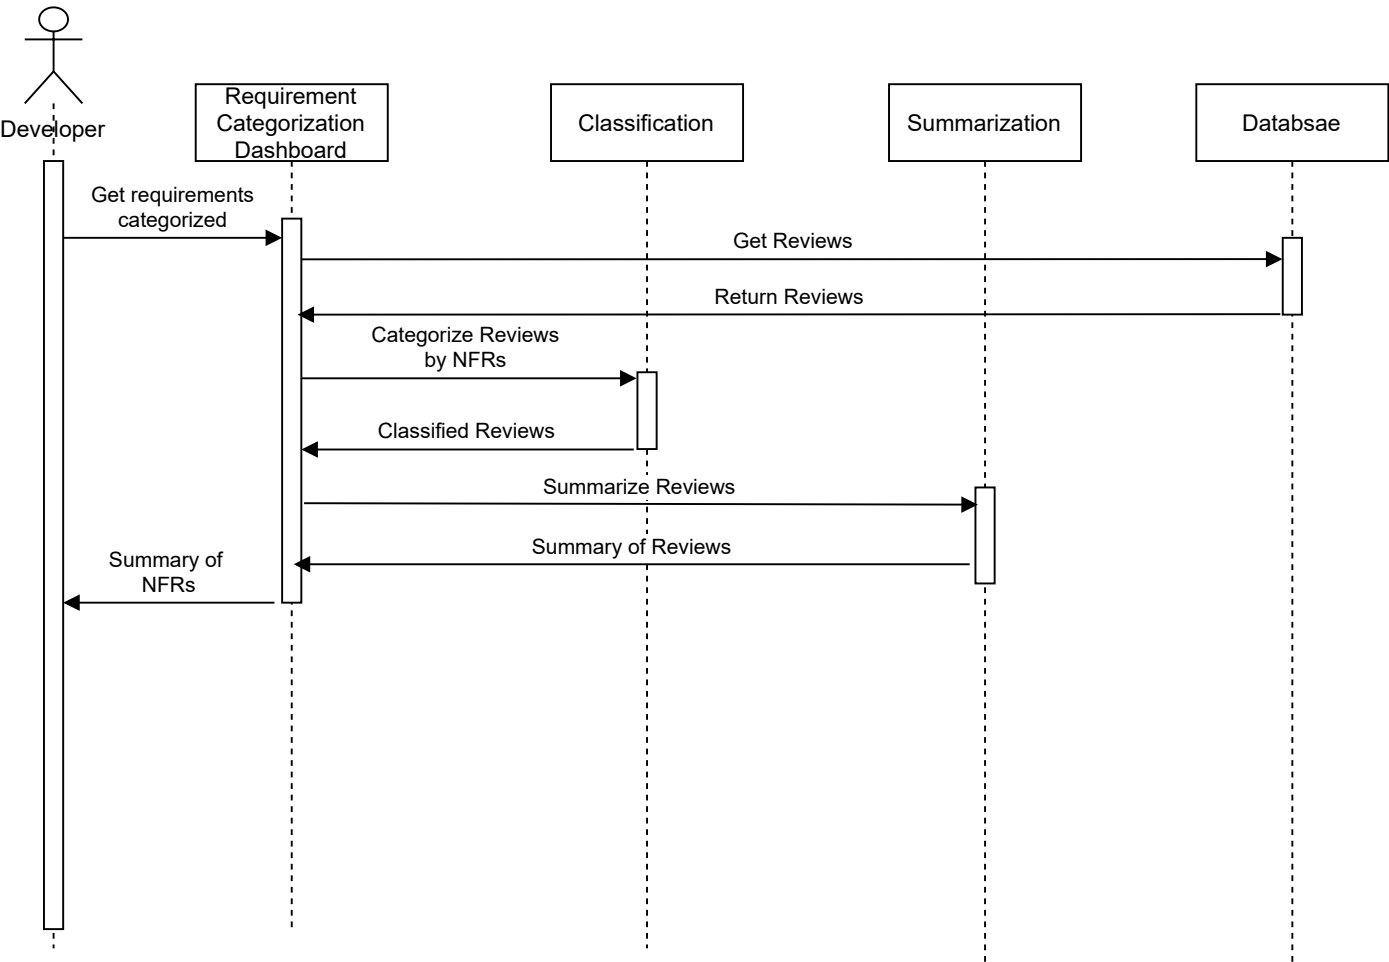 Developer
Requirement
Categorization
Dashboard
Classification
Summarization
Databsae
Get requirements
categorized
Get Reviews
Return Reviews
Categorize Reviews
by NFRs
Classified Reviews
Summarize Reviews
Summary of Reviews
Summary of
NFRs